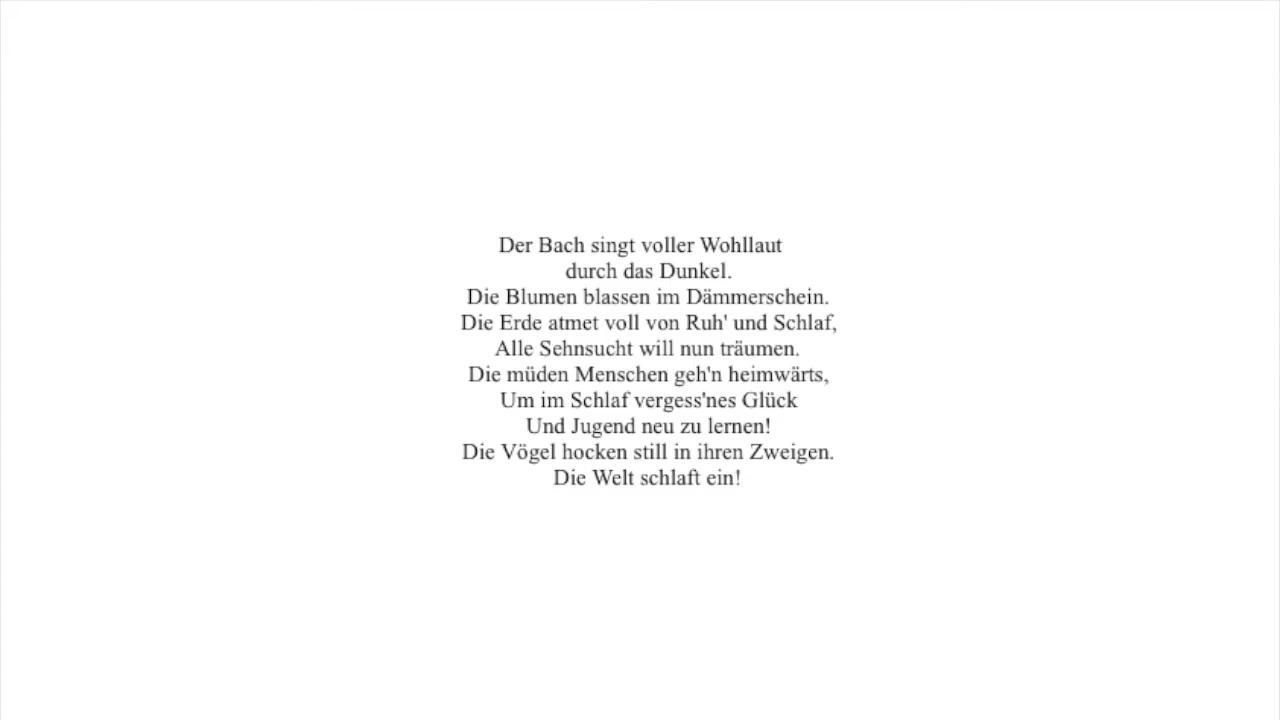 Der Bach singt voller Wohllaut
durch das Dunkel.
Die Blumen blassen im Dämmerschein.
Die Erde atmet voll von Ruh' und Schlaf,
Alle Sehnsucht will nun träumen.
Die müden Menschen geh'n heimwärts,
Um im Schlaf vergess'nes Glück
Und Jugend neu zu lernen!
Die Vögel hocken still in ihren Zweigen.
Die Welt schlaft ein!